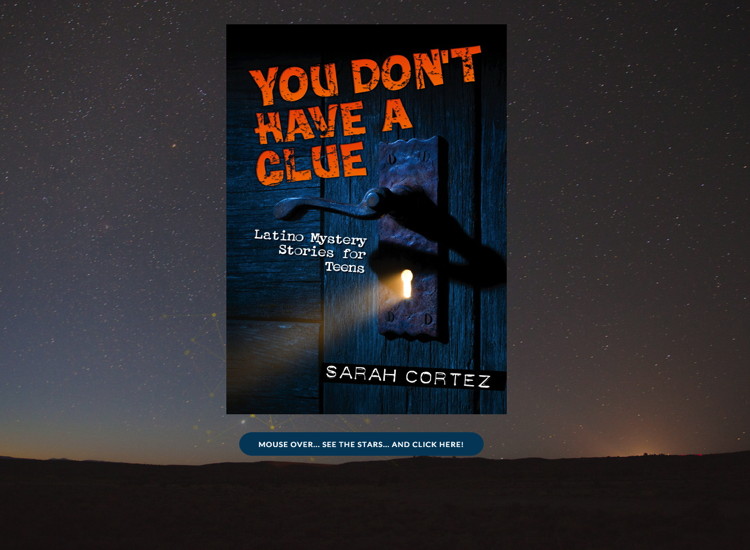 YOU DON'T
HAVE A
CLUE
Latino Mystery
Stories for
Teens
SARAH CORTEZ
MOUSE OVER... SEE THE STARS... AND CLICK HERE!